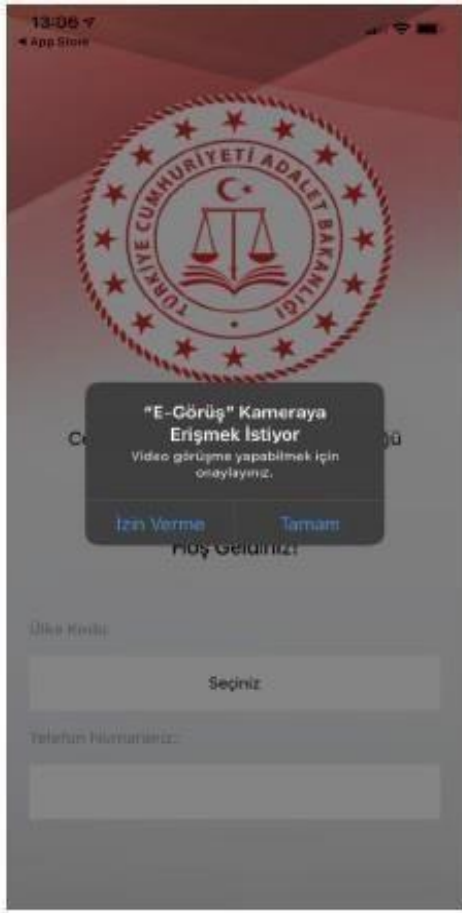 13:06
◀ App Store
TÜRKİYE CUMHURİYETİ ADALET BAKANLIĞI
"E-Görüş" Kameraya
Erişmek İstiyor
Video görüşme yapabilmek için
onaylayınız.
İzin Verme
Tamam
Hoş Geldiniz!
Ülke Kodu:
Seçiniz
Telefon Numaranız: